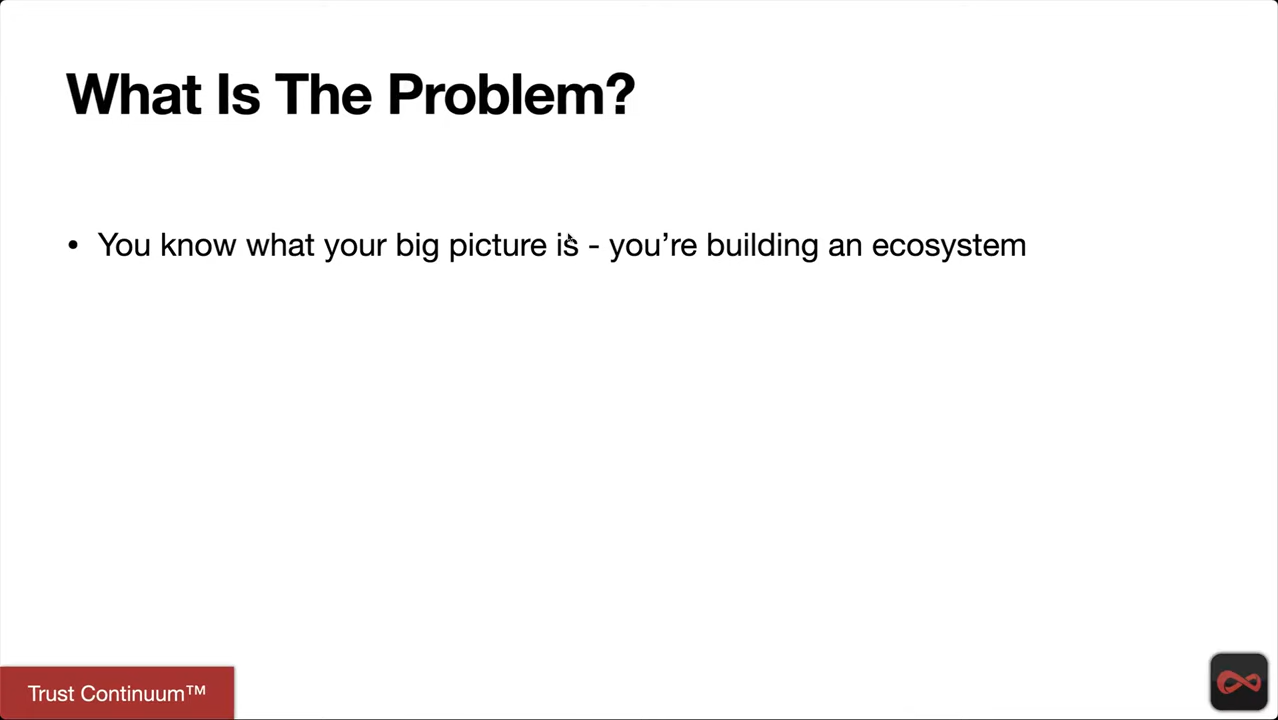 What Is The Problem?
• You know what your big picture is - you’re building an ecosystem
Trust Continuum™